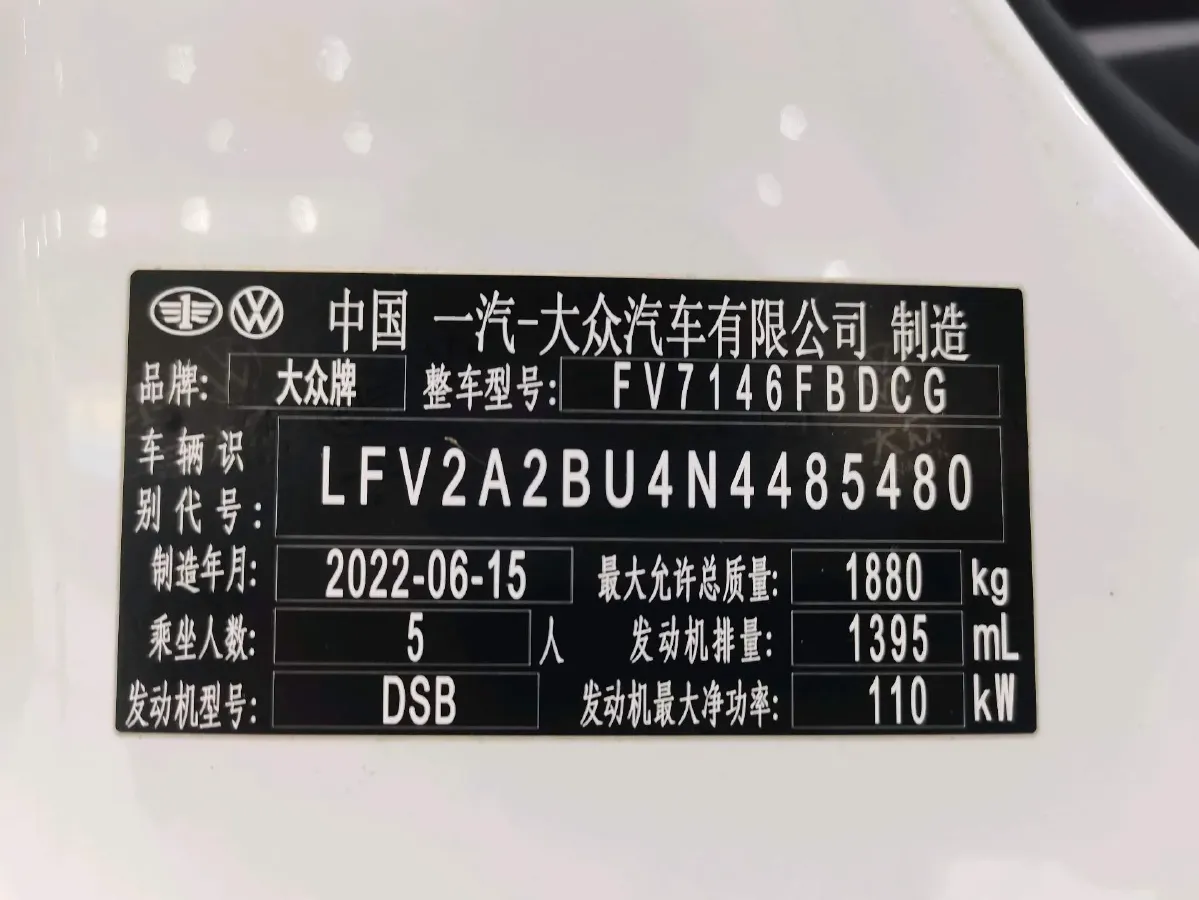 中国 一汽-大众汽车有限公司 制造
品牌: 大众牌 整车型号: FV7146FBDCG
车辆识别代号: LFV2A2BU4N4485480
制造年月: 2022-06-15 最大允许总质量: 1880 kg
乘坐人数: 5 人 发动机排量: 1395 mL
发动机型号: DSB 发动机最大净功率: 110 kW